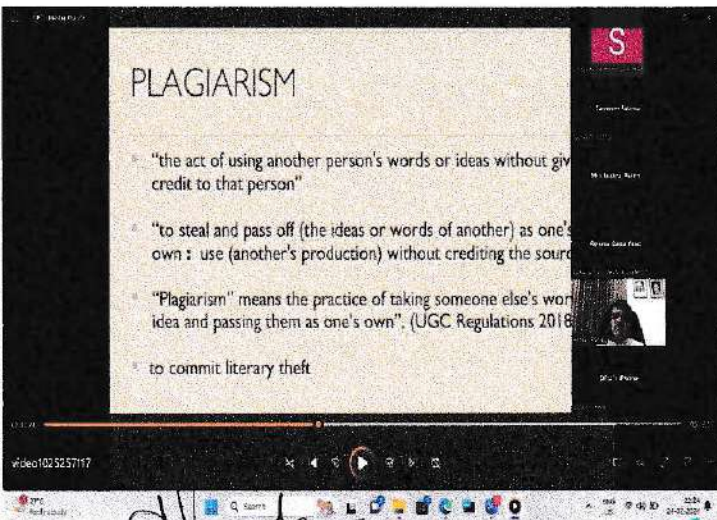 S
PLAGIARISM
"the act of using another person's words or ideas without giv
credit to that person"
"to steal and pass off (the ideas or words of another) as one's
own : use (another's production) without crediting the sourc
"Plagiarism" means the practice of taking someone else's wor
idea and passing them as one's own". (UGC Regulations 2018
to commit literary theft
video1025257117
Search